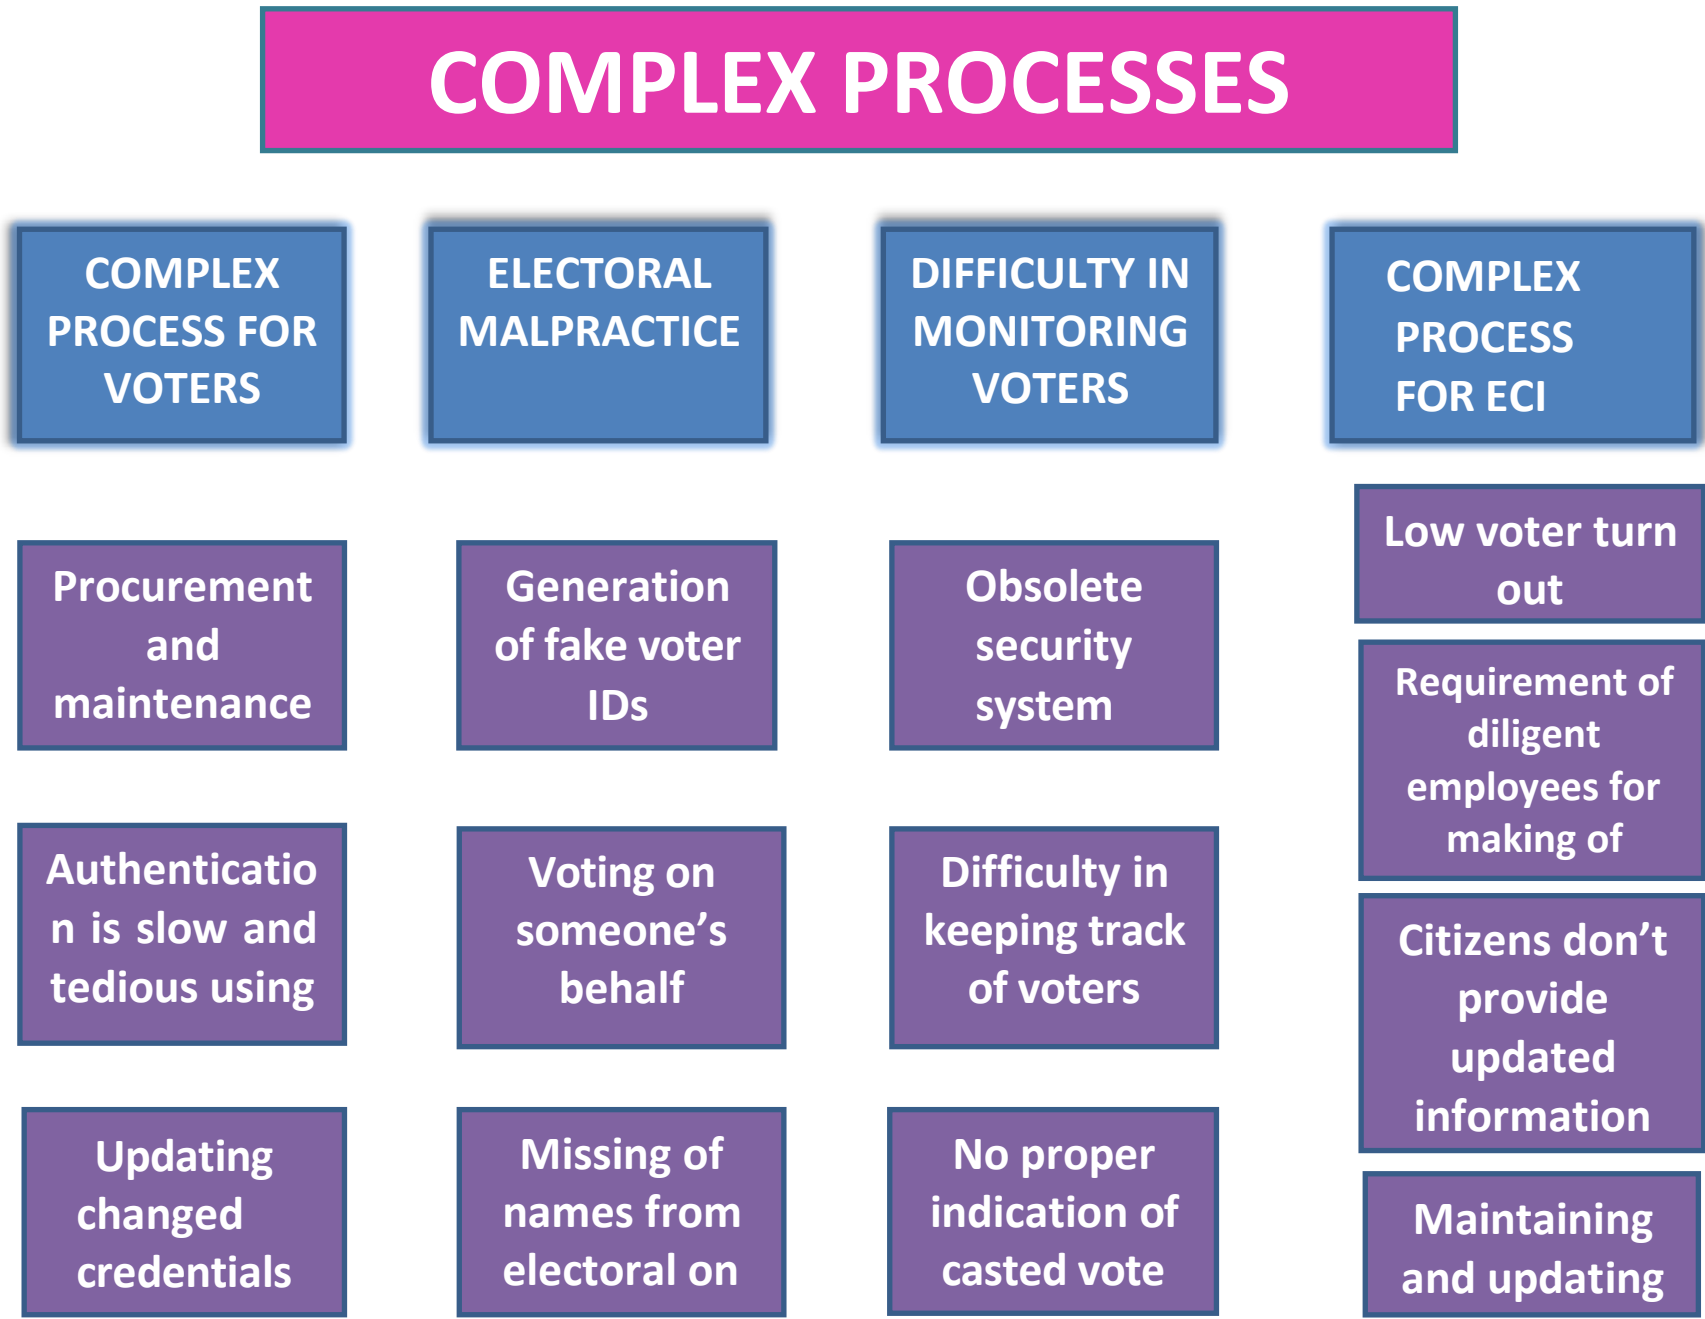 COMPLEX PROCESSES
COMPLEX
PROCESS FOR
VOTERS
ELECTORAL
MALPRACTICE
DIFFICULTY IN
MONITORING
VOTERS
COMPLEX
PROCESS
FOR ECI
Procurement
and
maintenance
Authenticatio
n is slow and
tedious using
Updating
changed
credentials
Generation
of fake voter
IDs
Voting on
someone’s
behalf
Missing of
names from
electoral on
Obsolete
security
system
Difficulty in
keeping track
of voters
No proper
indication of
casted vote
Low voter turn
out
Requirement of
diligent
employees for
making of
Citizens don’t
provide
updated
information
Maintaining
and updating